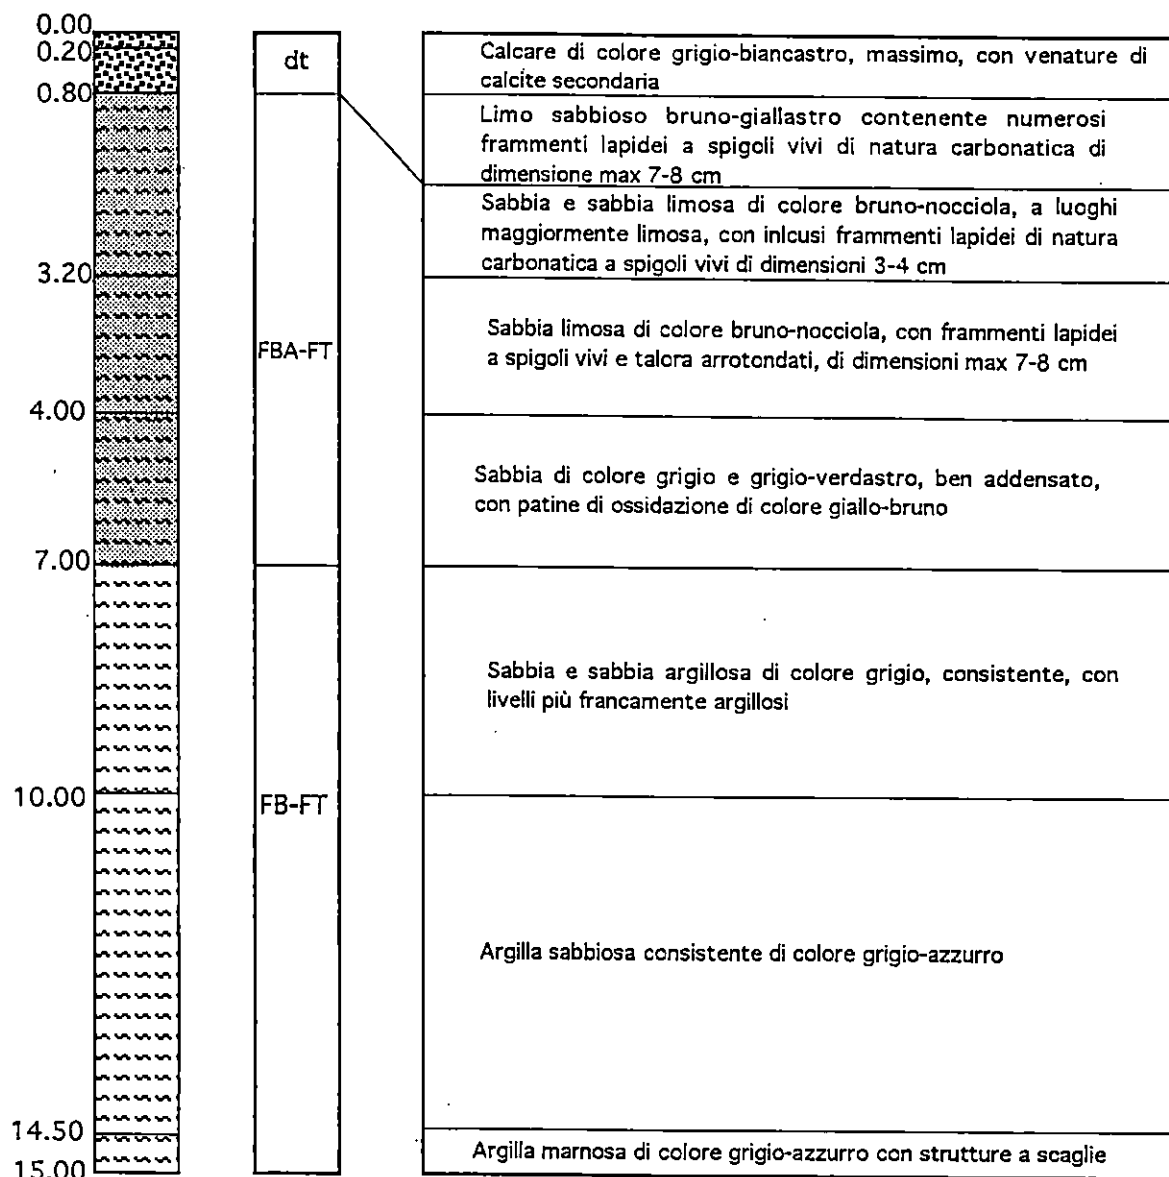 0.00
0.20
0.80
3.20
4.00
7.00
10.00
14.50
15.00
dt
FBA-FT
FB-FT
Calcare di colore grigio-biancastro, massimo, con venature di
calcite secondaria
Limo sabbioso bruno-giallastro contenente numerosi
frammenti lapidei a spigoli vivi di natura carbonatica di
dimensione max 7-8 cm
Sabbia e sabbia limosa di colore bruno-nocciola, a luoghi
maggiormente limosa, con inlcusi frammenti lapidei di natura
carbonatica a spigoli vivi di dimensioni 3-4 cm
Sabbia limosa di colore bruno-nocciola, con frammenti lapidei
a spigoli vivi e talora arrotondati, di dimensioni max 7-8 cm
Sabbia di colore grigio e grigio-verdastro, ben addensato,
con patine di ossidazione di colore giallo-bruno
Sabbia e sabbia argillosa di colore grigio, consistente, con
livelli più francamente argillosi
Argilla sabbiosa consistente di colore grigio-azzurro
Argilla marnosa di colore grigio-azzurro con strutture a scaglie